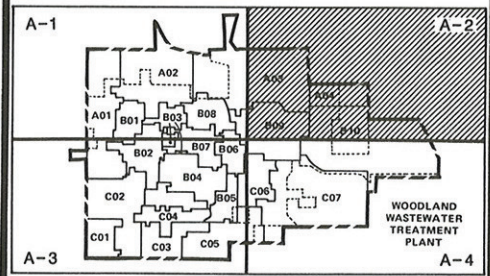 A-1
A-2
A02
A03
A04
A01
B01
B03
B08
B09
B10
B02
B07
B06
B04
C02
B05
C06
C07
C04
C01
C03
C05
WOODLAND
WASTEWATER
TREATMENT
PLANT
A-3
A-4